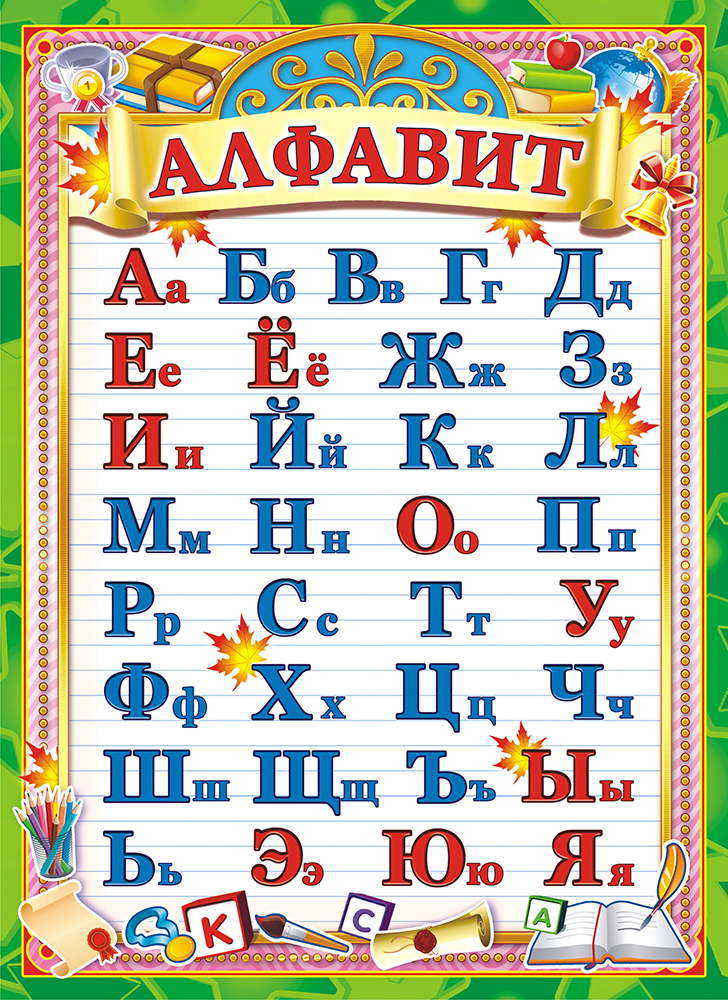 1
АЛФАВИТ
Аа Бб Вв Гг Дд
Ее Ёё Жж Зз
Ии Йй Кк Лл
Мм Нн Оо Пп
Рр Сс Тт Уу
Фф Хх Цц Чч
Шш Щщ Ъъ Ыы
Ьь Ээ Юю Яя
К С А